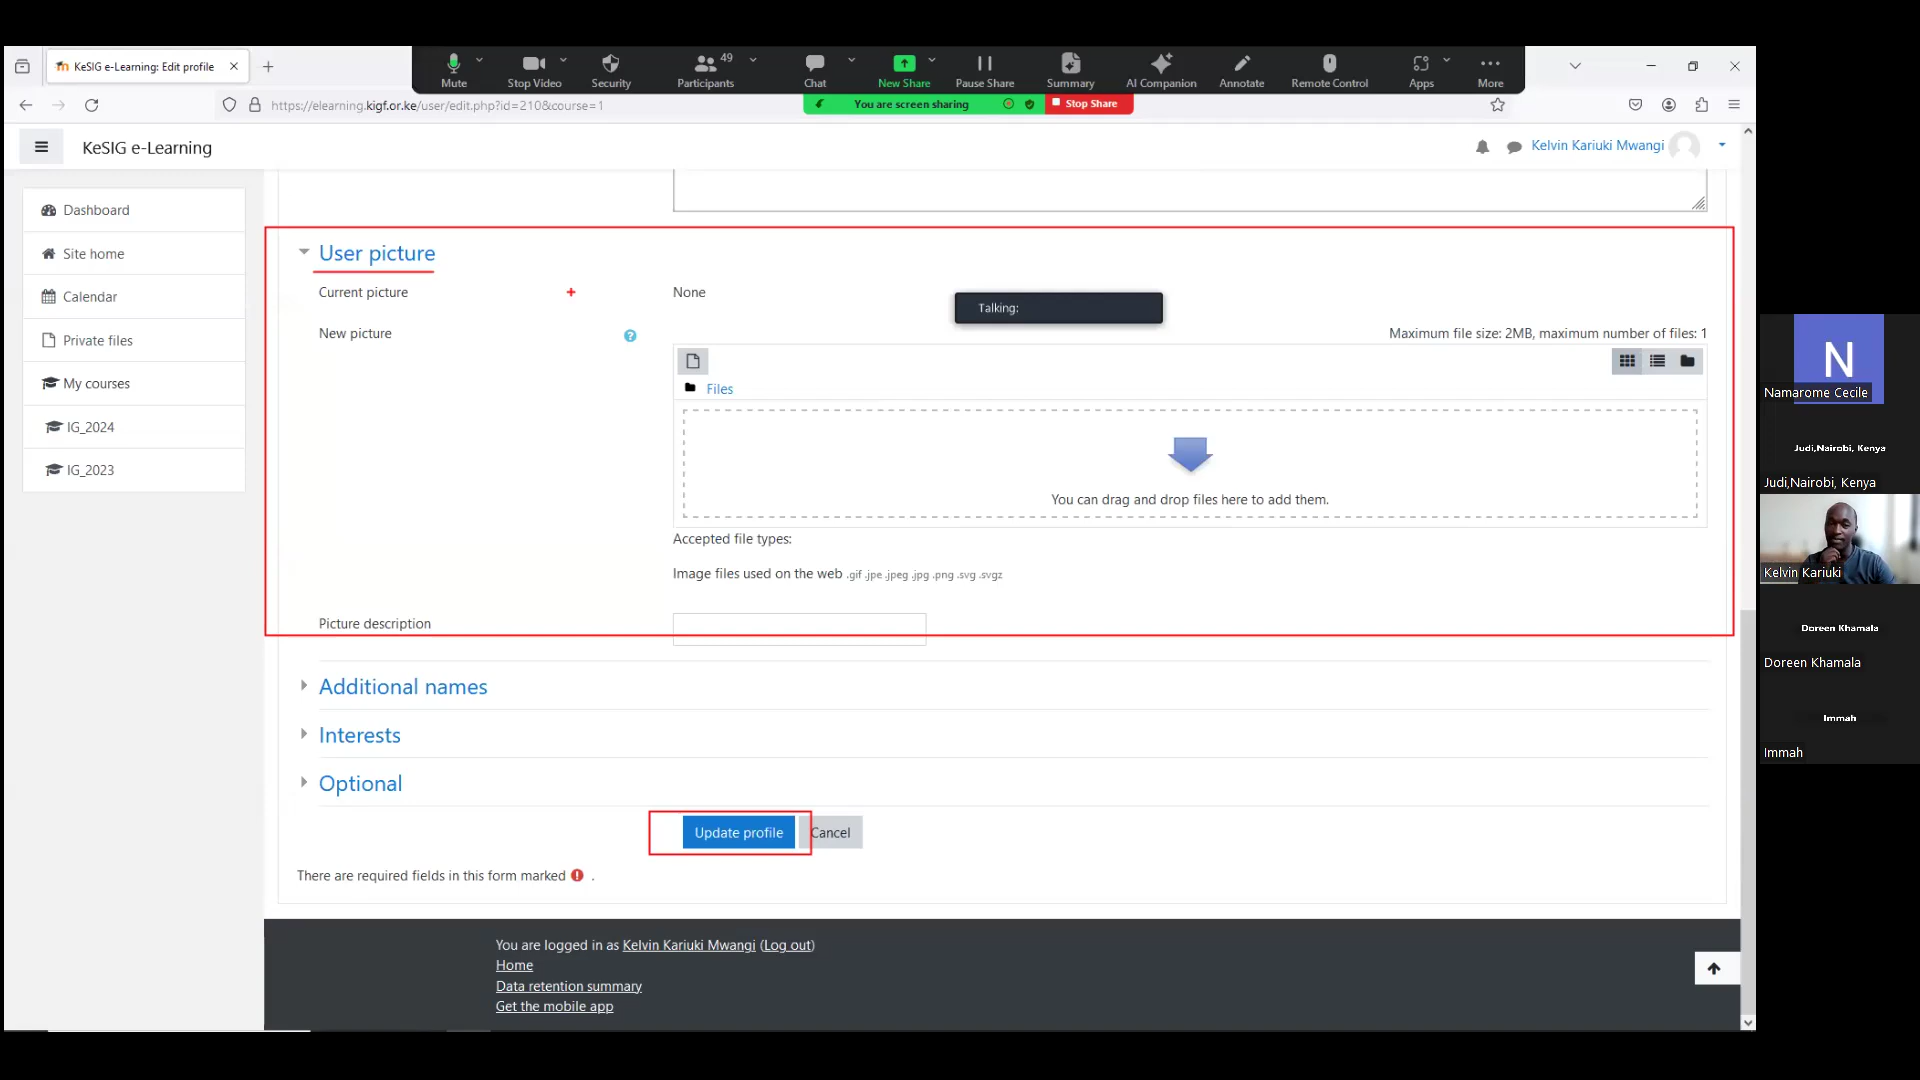 KeSIG e-Learning: Edit profile
Mute
Stop Video
Security
49
Participants
Chat
New Share
Pause Share
Summary
AI Companion
Annotate
Remote Control
Apps
More
https://elearning.kigf.or.ke/user/edit.php?id=210&course=1
You are screen sharing
Stop Share
KeSIG e-Learning
Kelvin Kariuki Mwangi
Dashboard
Site home
Calendar
Private files
My courses
IG_2024
IG_2023
User picture
Current picture
None
Talking:
New picture
Maximum file size: 2MB, maximum number of files: 1
Files
You can drag and drop files here to add them.
Accepted file types:
Image files used on the web .gif .jpe .jpeg .jpg .png .svg .svgz
Picture description
Additional names
Interests
Optional
Update profile
Cancel
There are required fields in this form marked .
You are logged in as Kelvin Kariuki Mwangi (Log out)
Home
Data retention summary
Get the mobile app
N
Namarome Cecile
Judi,Nairobi, Kenya
Judi,Nairobi, Kenya
Kelvin Kariuki
Doreen Khamala
Doreen Khamala
Immah
Immah